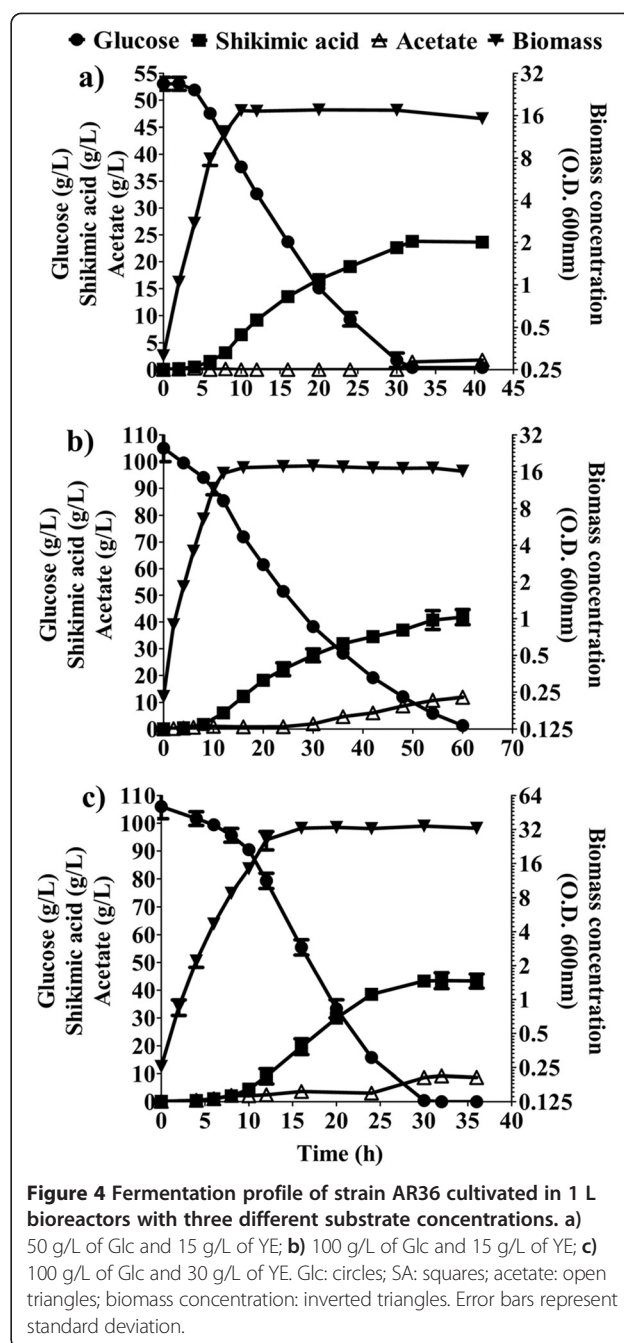 Glucose Shikimic acid Acetate Biomass
a)
Glucose (g/L)
Shikimic acid (g/L)
Acetate (g/L)
55
50
45
40
35
30
25
20
15
10
5
0
32
16
8
4
2
1
0.5
0.25
Biomass concentration
(O.D. 600nm)
0 5 10 15 20 25 30 35 40 45
b)
Glucose (g/L)
Shikimic acid (g/L)
Acetate (g/L)
110
100
90
80
70
60
50
40
30
20
10
0
32
16
8
4
2
1
0.5
0.25
0.125
Biomass concentration
(O.D. 600nm)
0 10 20 30 40 50 60 70
c)
Glucose (g/L)
Shikimic acid (g/L)
Acetate (g/L)
110
100
90
80
70
60
50
40
30
20
10
0
64
32
16
8
4
2
1
0.5
0.25
0.125
Biomass concentration
(O.D. 600nm)
0 5 10 15 20 25 30 35 40
Time (h)
Figure 4 Fermentation profile of strain AR36 cultivated in 1 L
bioreactors with three different substrate concentrations. a)
50 g/L of Glc and 15 g/L of YE; b) 100 g/L of Glc and 15 g/L of YE; c)
100 g/L of Glc and 30 g/L of YE. Glc: circles; SA: squares; acetate: open
triangles; biomass concentration: inverted triangles. Error bars represent
standard deviation.